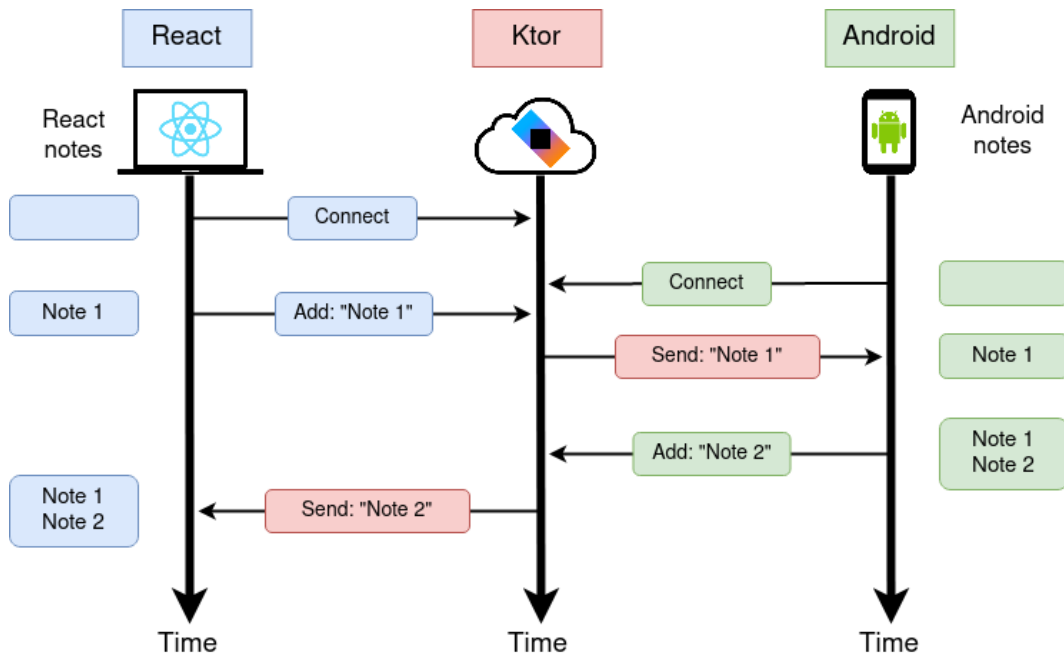 React
Ktor
Android
React
notes
Android
notes
Connect
Connect
Note 1
Add: "Note 1"
Send: "Note 1"
Note 1
Add: "Note 2"
Note 1
Note 2
Note 1
Note 2
Send: "Note 2"
Time
Time
Time